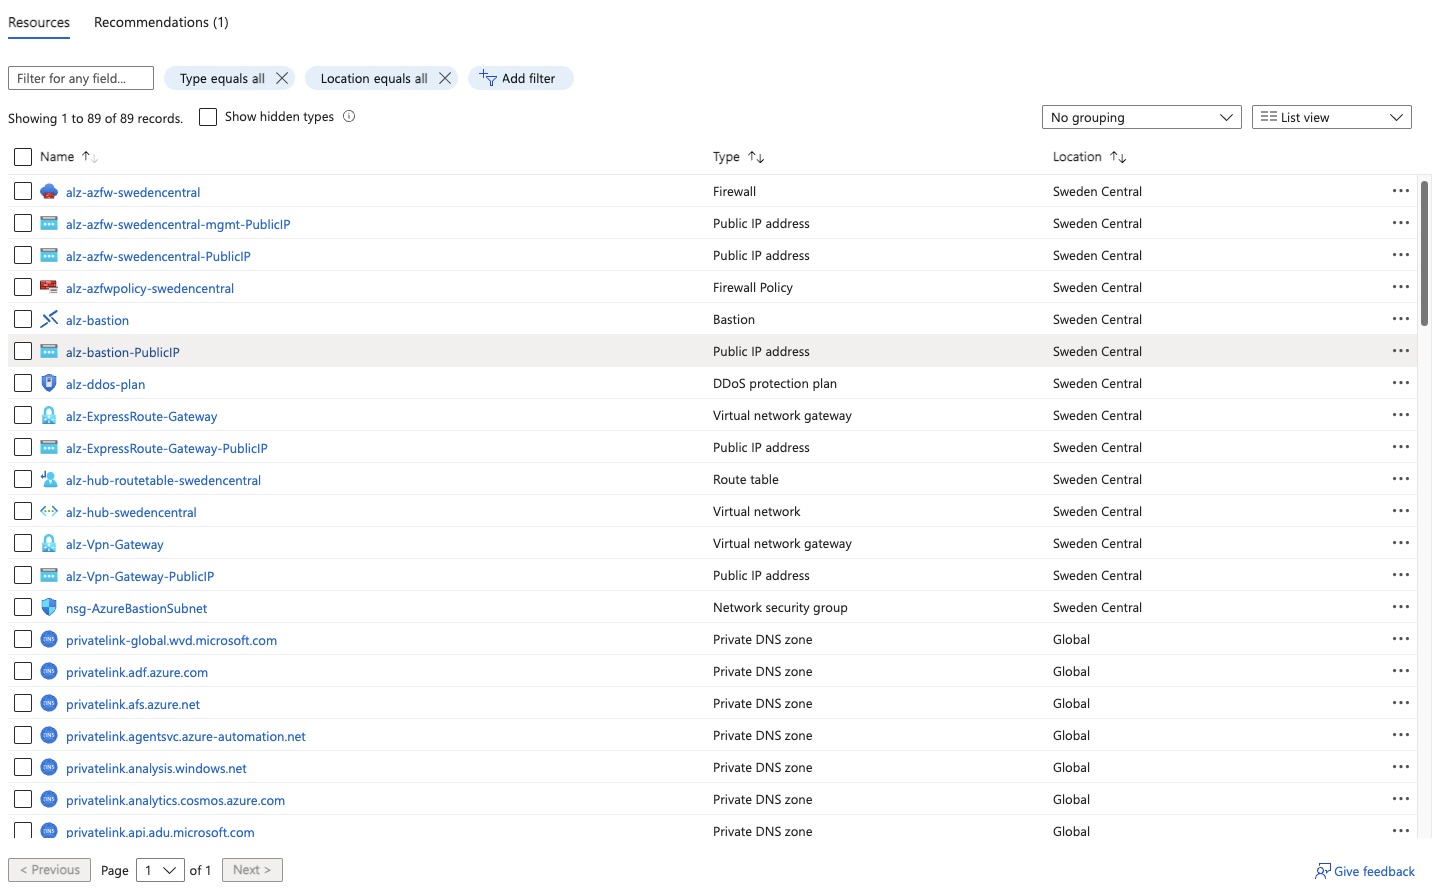 Resources Recommendations (1)
Filter for any field... Type equals all Location equals all Add filter
Showing 1 to 89 of 89 records. Show hidden types No grouping List view
Name Type Location
alz-azfw-swedencentral Firewall Sweden Central
alz-azfw-swedencentral-mgmt-PublicIP Public IP address Sweden Central
alz-azfw-swedencentral-PublicIP Public IP address Sweden Central
alz-azfwpolicy-swedencentral Firewall Policy Sweden Central
alz-bastion Bastion Sweden Central
alz-bastion-PublicIP Public IP address Sweden Central
alz-ddos-plan DDoS protection plan Sweden Central
alz-ExpressRoute-Gateway Virtual network gateway Sweden Central
alz-ExpressRoute-Gateway-PublicIP Public IP address Sweden Central
alz-hub-routetable-swedencentral Route table Sweden Central
alz-hub-swedencentral Virtual network Sweden Central
alz-Vpn-Gateway Virtual network gateway Sweden Central
alz-Vpn-Gateway-PublicIP Public IP address Sweden Central
nsg-AzureBastionSubnet Network security group Sweden Central
privatelink-global.wvd.microsoft.com Private DNS zone Global
privatelink.adf.azure.com Private DNS zone Global
privatelink.afs.azure.net Private DNS zone Global
privatelink.agentsvc.azure-automation.net Private DNS zone Global
privatelink.analysis.windows.net Private DNS zone Global
privatelink.analytics.cosmos.azure.com Private DNS zone Global
privatelink.api.adu.microsoft.com Private DNS zone Global
< Previous Page 1 of 1 Next > Give feedback